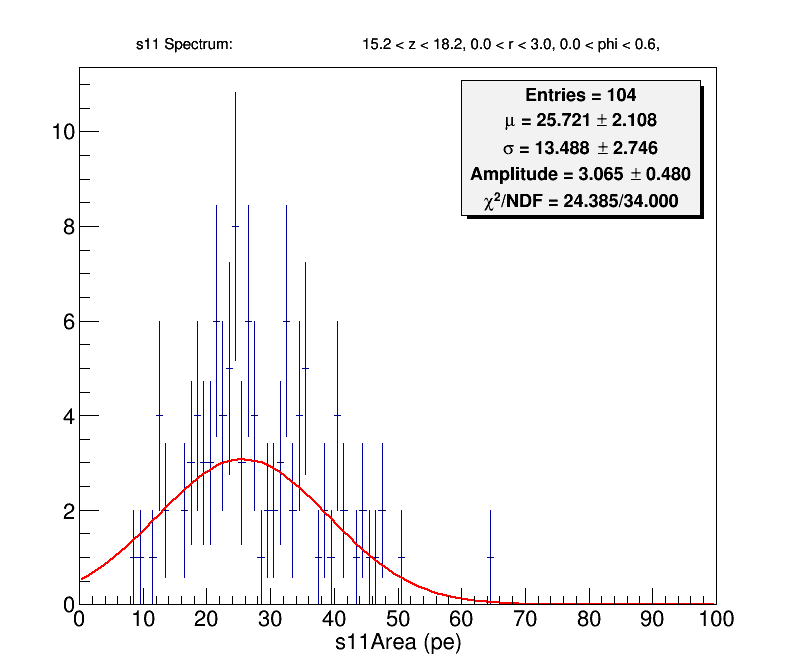 s11 Spectrum: 15.2 < z < 18.2, 0.0 < r < 3.0, 0.0 < phi < 0.6,
Entries = 104
μ = 25.721 ± 2.108
σ = 13.488 ± 2.746
Amplitude = 3.065 ± 0.480
χ²/NDF = 24.385/34.000
10
8
6
4
2
0
0 10 20 30 40 50 60 70 80 90 100
s11Area (pe)